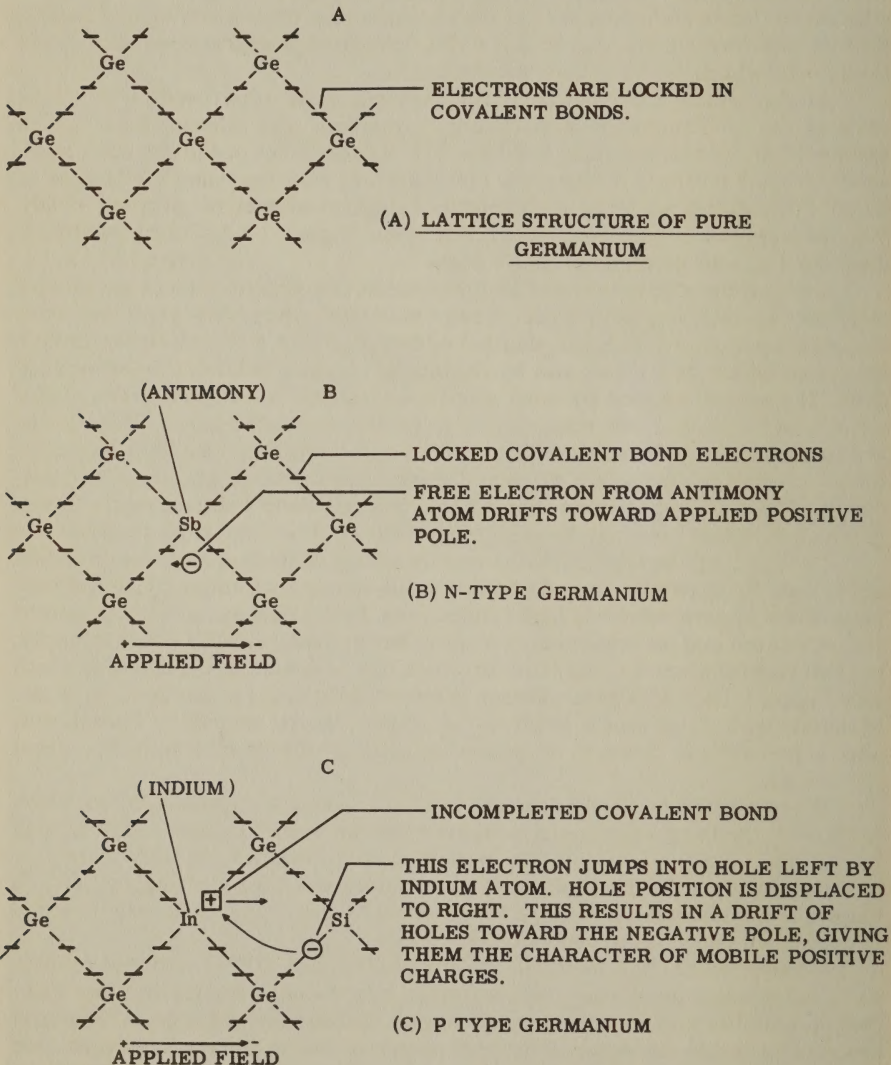 A
Ge Ge
ELECTRONS ARE LOCKED IN
COVALENT BONDS.
Ge Ge Ge
Ge Ge
(A) LATTICE STRUCTURE OF PURE
GERMANIUM
(ANTIMONY) B
Ge Ge
LOCKED COVALENT BOND ELECTRONS
FREE ELECTRON FROM ANTIMONY
ATOM DRIFTS TOWARD APPLIED POSITIVE
POLE.
Ge Sb Ge
−
Ge Ge
(B) N-TYPE GERMANIUM
+ -
APPLIED FIELD
C
(INDIUM)
INCOMPLETED COVALENT BOND
Ge Ge
THIS ELECTRON JUMPS INTO HOLE LEFT BY
INDIUM ATOM. HOLE POSITION IS DISPLACED
TO RIGHT. THIS RESULTS IN A DRIFT OF
HOLES TOWARD THE NEGATIVE POLE, GIVING
THEM THE CHARACTER OF MOBILE POSITIVE
CHARGES.
+
Ge In Si
−
Ge Ge
(C) P TYPE GERMANIUM
+ -
APPLIED FIELD